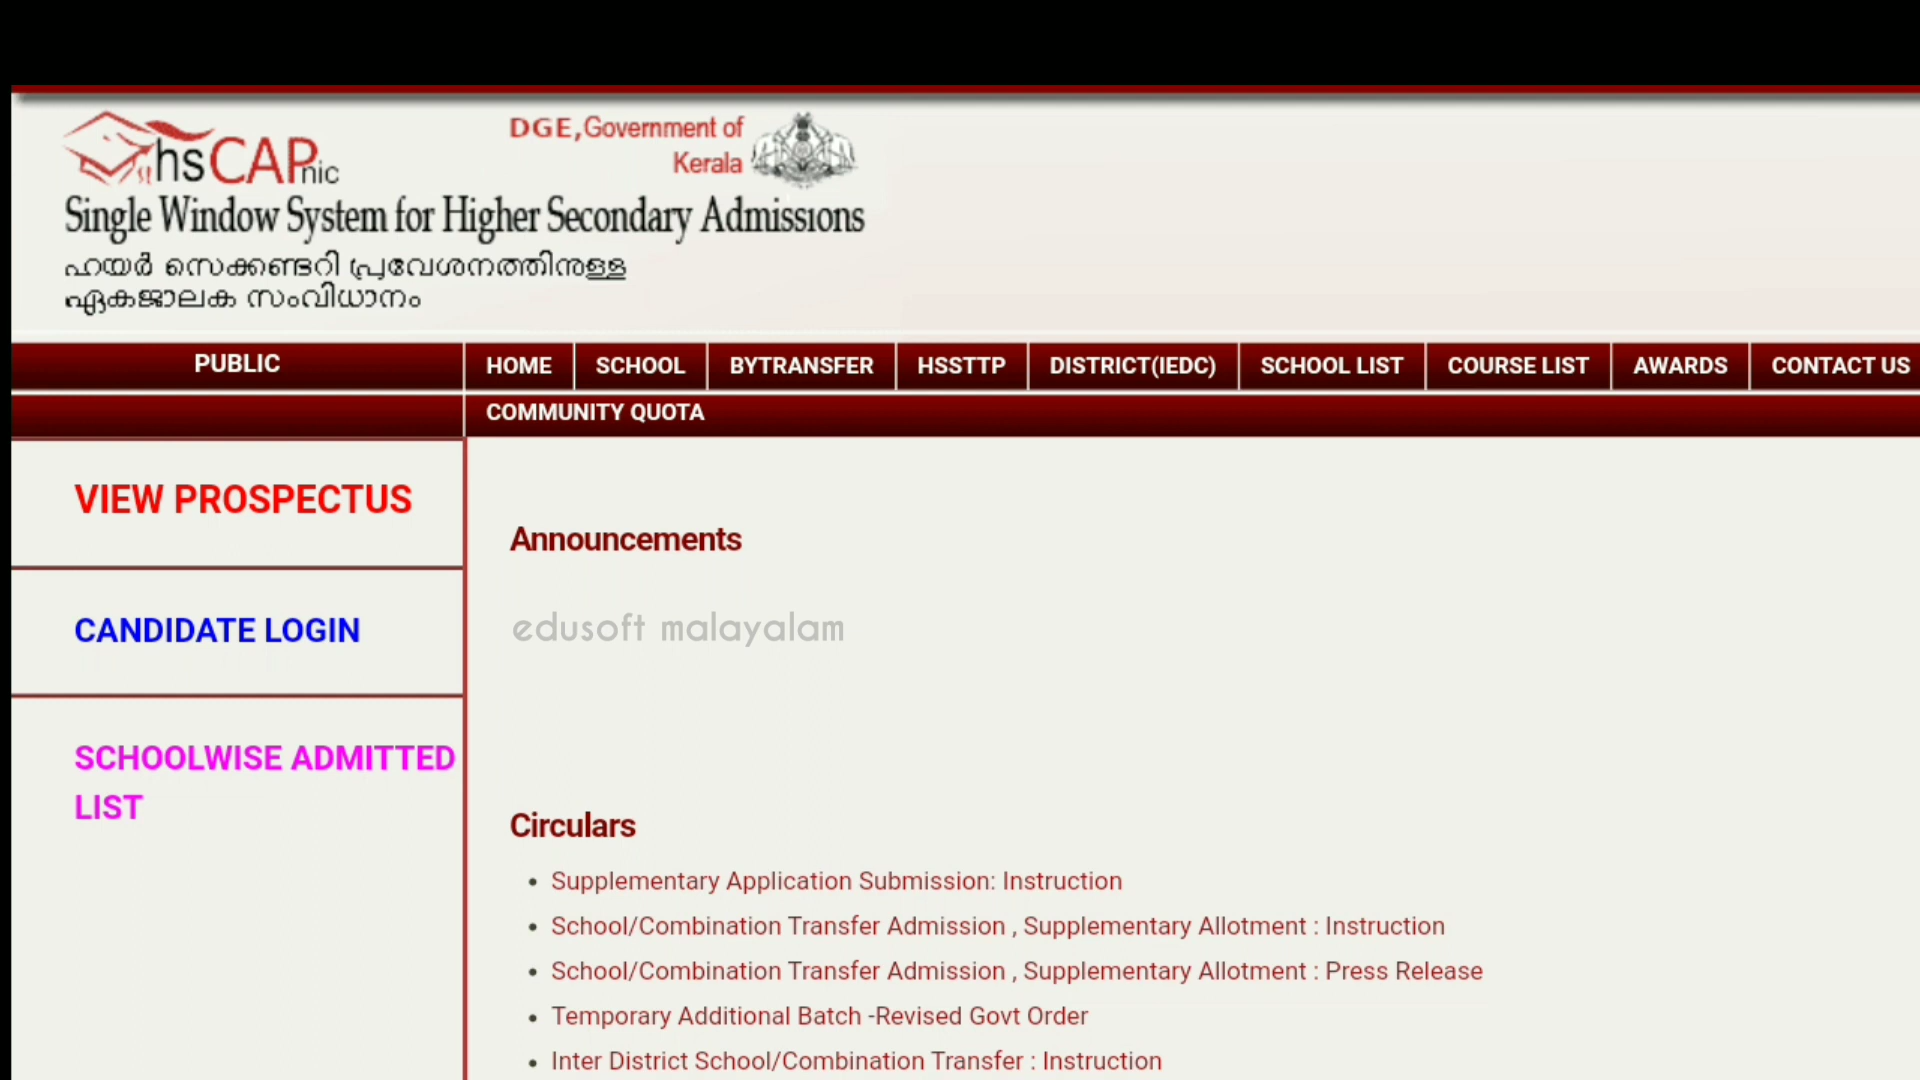 hsCAPnic
DGE,Government of
Kerala
Single Window System for Higher Secondary Admissions
ഹയർ സെക്കണ്ടറി പ്രവേശനത്തിനുള്ള
ഏകജാലക സംവിധാനം
PUBLIC
HOME
SCHOOL
BYTRANSFER
HSSTTP
DISTRICT(IEDC)
SCHOOL LIST
COURSE LIST
AWARDS
CONTACT US
COMMUNITY QUOTA
VIEW PROSPECTUS
CANDIDATE LOGIN
SCHOOLWISE ADMITTED
LIST
Announcements
edusoft malayalam
Circulars
Supplementary Application Submission: Instruction
School/Combination Transfer Admission , Supplementary Allotment : Instruction
School/Combination Transfer Admission , Supplementary Allotment : Press Release
Temporary Additional Batch -Revised Govt Order
Inter District School/Combination Transfer : Instruction